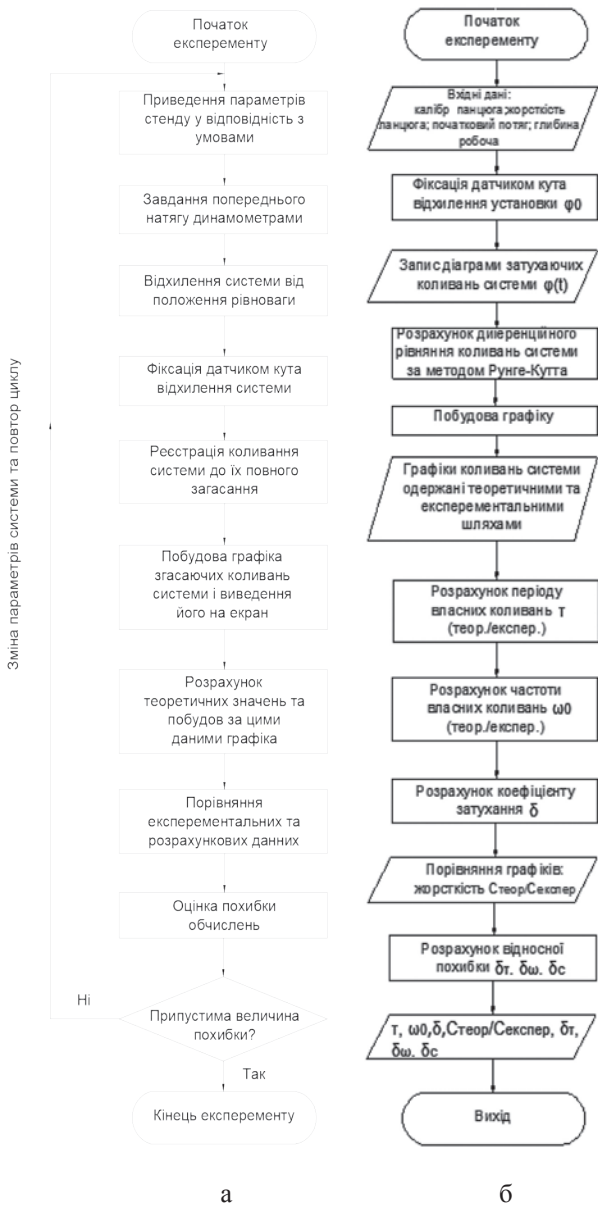 Початок
експеременту
Приведення параметрів
стенду у відповідність з
умовами
Завдання попереднього
натягу динамометрами
Відхилення системи від
положення рівноваги
Фіксація датчиком кута
відхилення системи
Реєстрація коливання
системи до їх повного
загасання
Побудова графіка
згасаючих коливань
системи і виведення
його на екран
Розрахунок
теоретичних значень та
побудов за цими
даними графіка
Порівняння
експерементальних та
розрахункових данних
Оцінка похибки
обчислень
Припустима величина
похибки?
Ні
Так
Кінець експеременту
Зміна параметрів системи та повтор циклу
а
Початок
експеременту
Вхідні дані:
калібр панцюга;жорсткість
ланцюга; початковий потяг; глибина
робоча
Фіксація датчиком кута
відхилення установки φ0
Запис діаграми затухаючих
коливань системи φ(t)
Розрахунок диіеренційного
рівняння коливань системи
за методом Рунге-Кутта
Побудова графіку
Графіки коливань системи
одержані теоретичними та
експерементальними
шляхами
Розрахунок періоду
власних коливань τ
(теор./експер.)
Розрахунок частоти
власних коливань ω0
(теор./експер.)
Розрахунок коефіцієнту
затухання δ
Порівняння графіків:
жорсткість Стеор/Секспер
Розрахунок відносної
похибки δτ. δω. δс
τ, ω0,δ,Стеор/Секспер, δτ,
δω. δс
Вихід
б